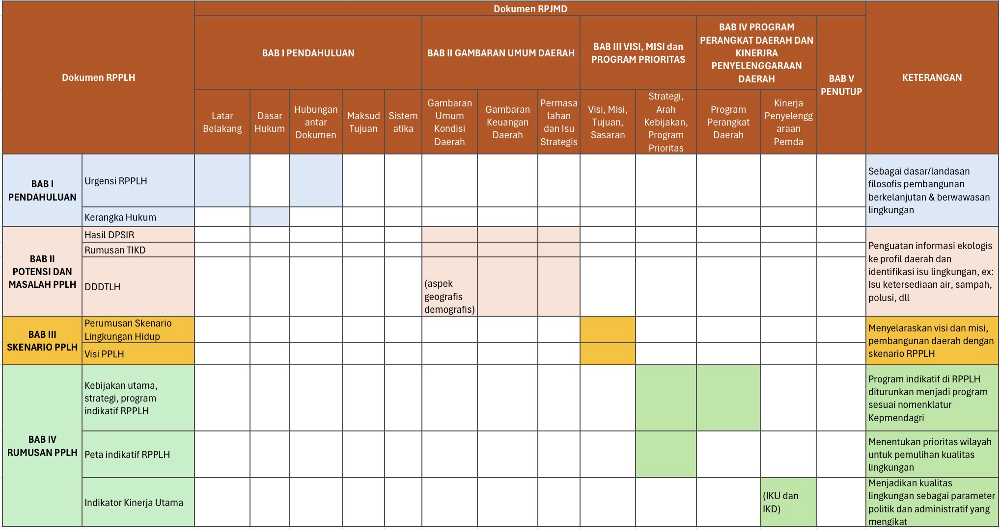 Dokumen RPPLH
Dokumen RPJMD
KETERANGAN
BAB I PENDAHULUAN
BAB II GAMBARAN UMUM DAERAH
BAB III VISI, MISI dan
PROGRAM PRIORITAS
BAB IV PROGRAM
PERANGKAT DAERAH DAN
KINERJRA
PENYELENGGARAAN
DAERAH
BAB V
PENUTUP
Latar
Belakang
Dasar
Hukum
Hubungan
antar
Dokumen
Maksud
Tujuan
Sistem
atika
Gambaran
Umum
Kondisi
Daerah
Gambaran
Keuangan
Daerah
Permasa
lahan
dan Isu
Strategis
Visi, Misi,
Tujuan,
Sasaran
Strategi,
Arah
Kebijakan,
Program
Prioritas
Program
Perangkat
Daerah
Kinerja
Penyelengg
araan
Pemda
BAB I
PENDAHULUAN
Urgensi RPPLH
Sebagai dasar/landasan
filosofis pembangunan
berkelanjutan & berwawasan
lingkungan
Kerangka Hukum
BAB II
POTENSI DAN
MASALAH PPLH
Hasil DPSIR
Rumusan TIKD
DDDTLH
(aspek
geografis
demografis)
Penguatan informasi ekologis
ke profil daerah dan
identifikasi isu lingkungan, ex:
Isu ketersediaan air, sampah,
polusi, dll
BAB III
SKENARIO PPLH
Perumusan Skenario
Lingkungan Hidup
Visi PPLH
Menyelaraskan visi dan misi,
pembangunan daerah dengan
skenario RPPLH
BAB IV
RUMUSAN PPLH
Kebijakan utama,
strategi, program
indikatif RPPLH
Program indikatif di RPPLH
diturunkan menjadi program
sesuai nomenklatur
Kepmendagri
Peta indikatif RPPLH
Menentukan prioritas wilayah
untuk pemulihan kualitas
lingkungan
Indikator Kinerja Utama
(IKU dan
IKD)
Menjadikan kualitas
lingkungan sebagai parameter
politik dan administratif yang
mengikat